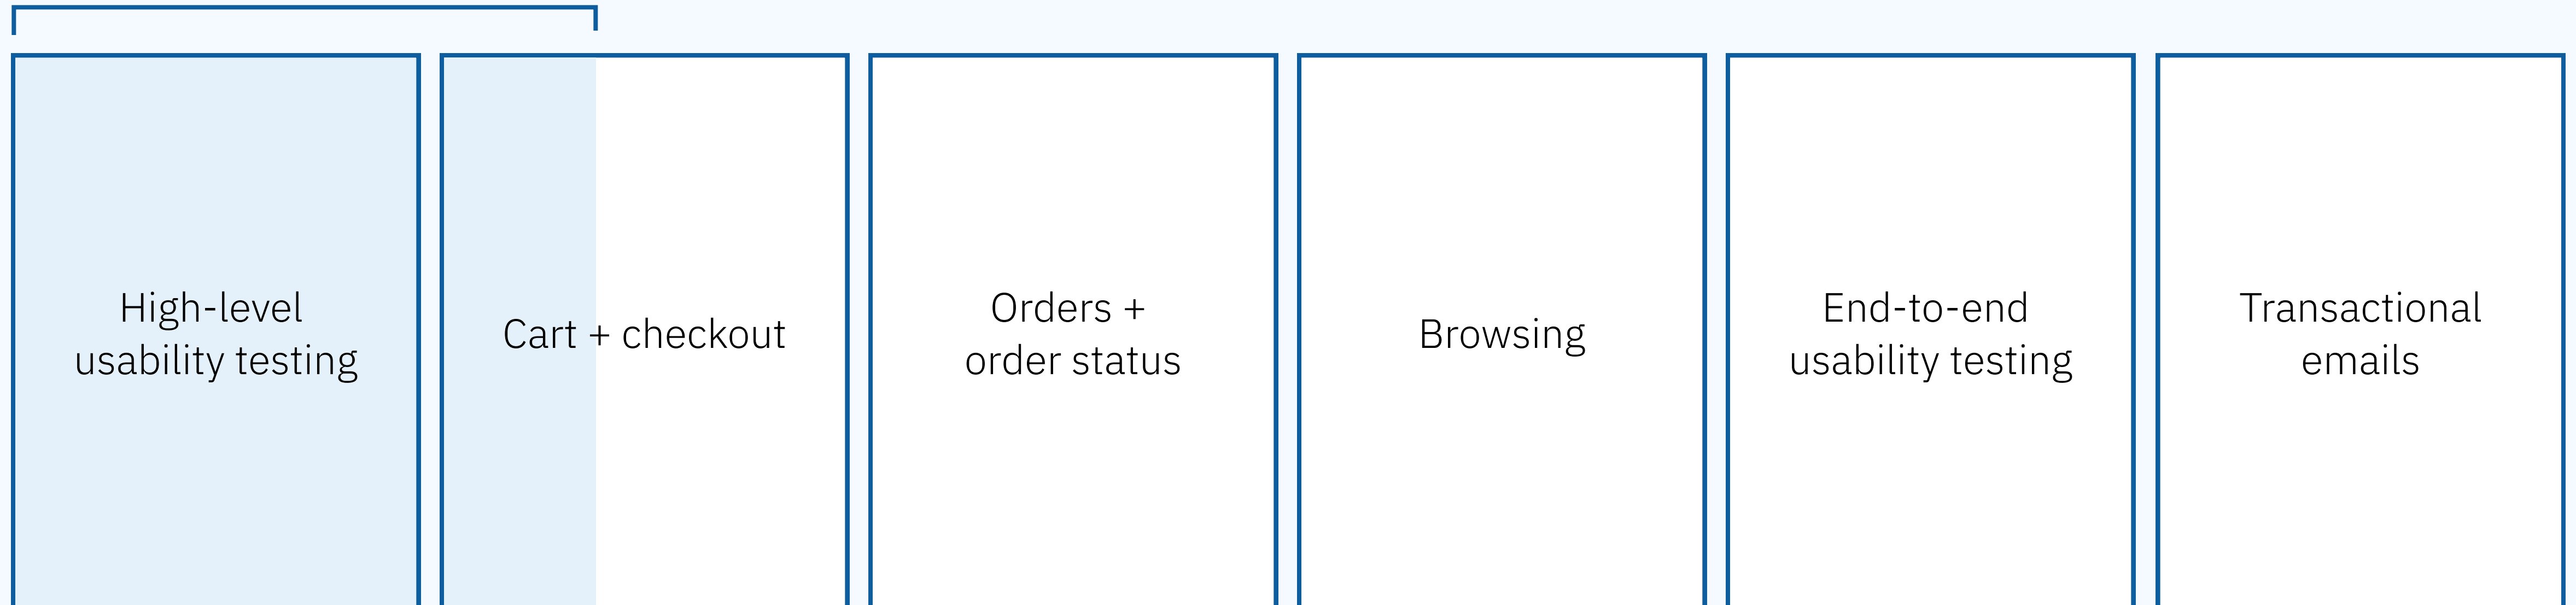 High-level
usability testing
Cart + checkout
Orders +
order status
Browsing
End-to-end
usability testing
Transactional
emails